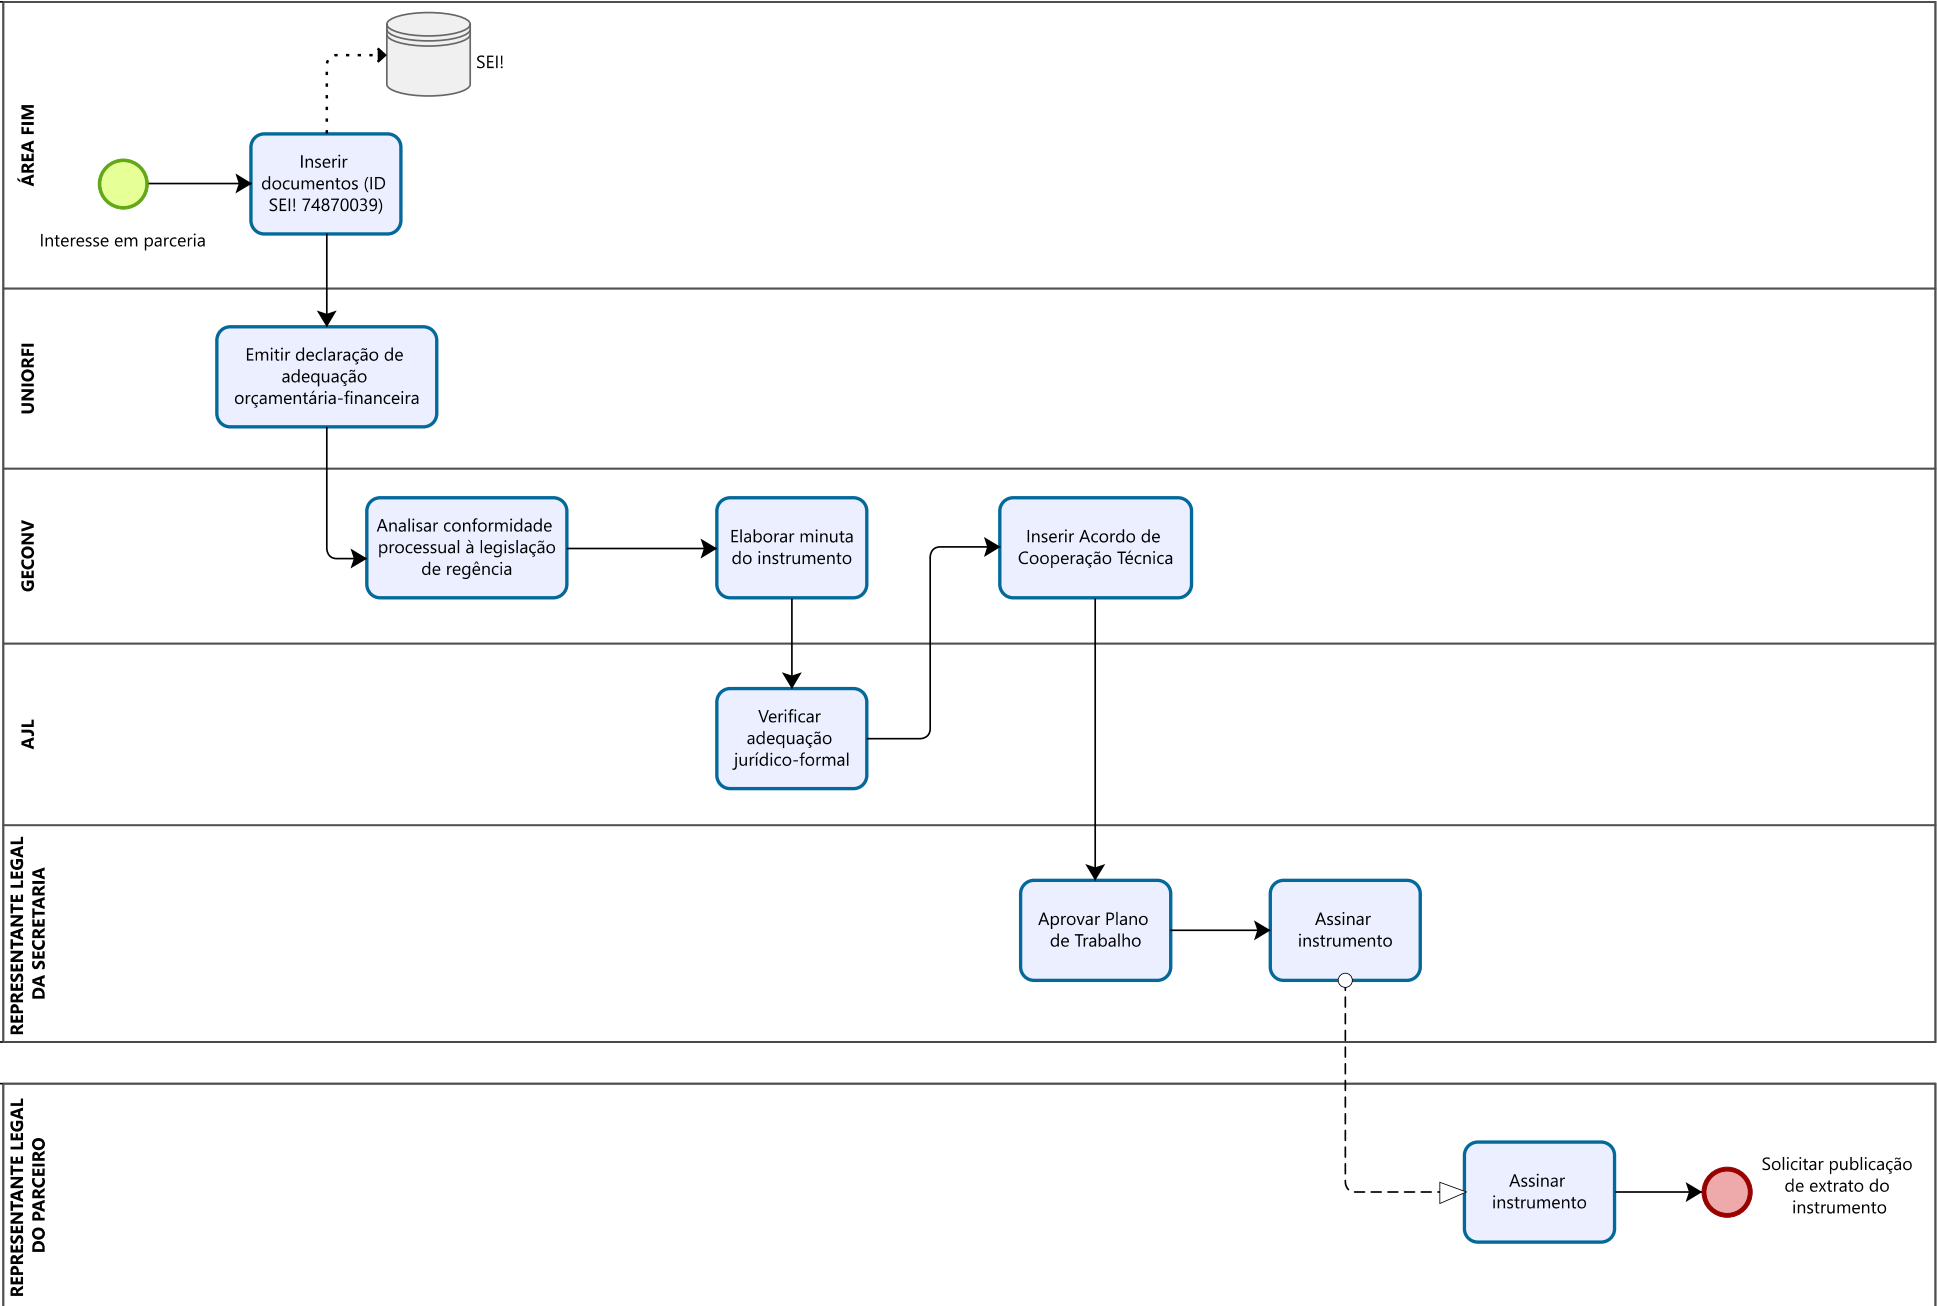 ÁREA FIM
SEI!
Inserir
documentos (ID
SEI! 74870039)
Interesse em parceria
UNIORFI
Emitir declaração de
adequação
orçamentária-financeira
GECONV
Analisar conformidade
processual à legislação
de regência
Elaborar minuta
do instrumento
Inserir Acordo de
Cooperação Técnica
AJL
Verificar
adequação
jurídico-formal
REPRESENTANTE LEGAL
DA SECRETARIA
Aprovar Plano
de Trabalho
Assinar
instrumento
REPRESENTANTE LEGAL
DO PARCEIRO
Assinar
instrumento
Solicitar publicação
de extrato do
instrumento